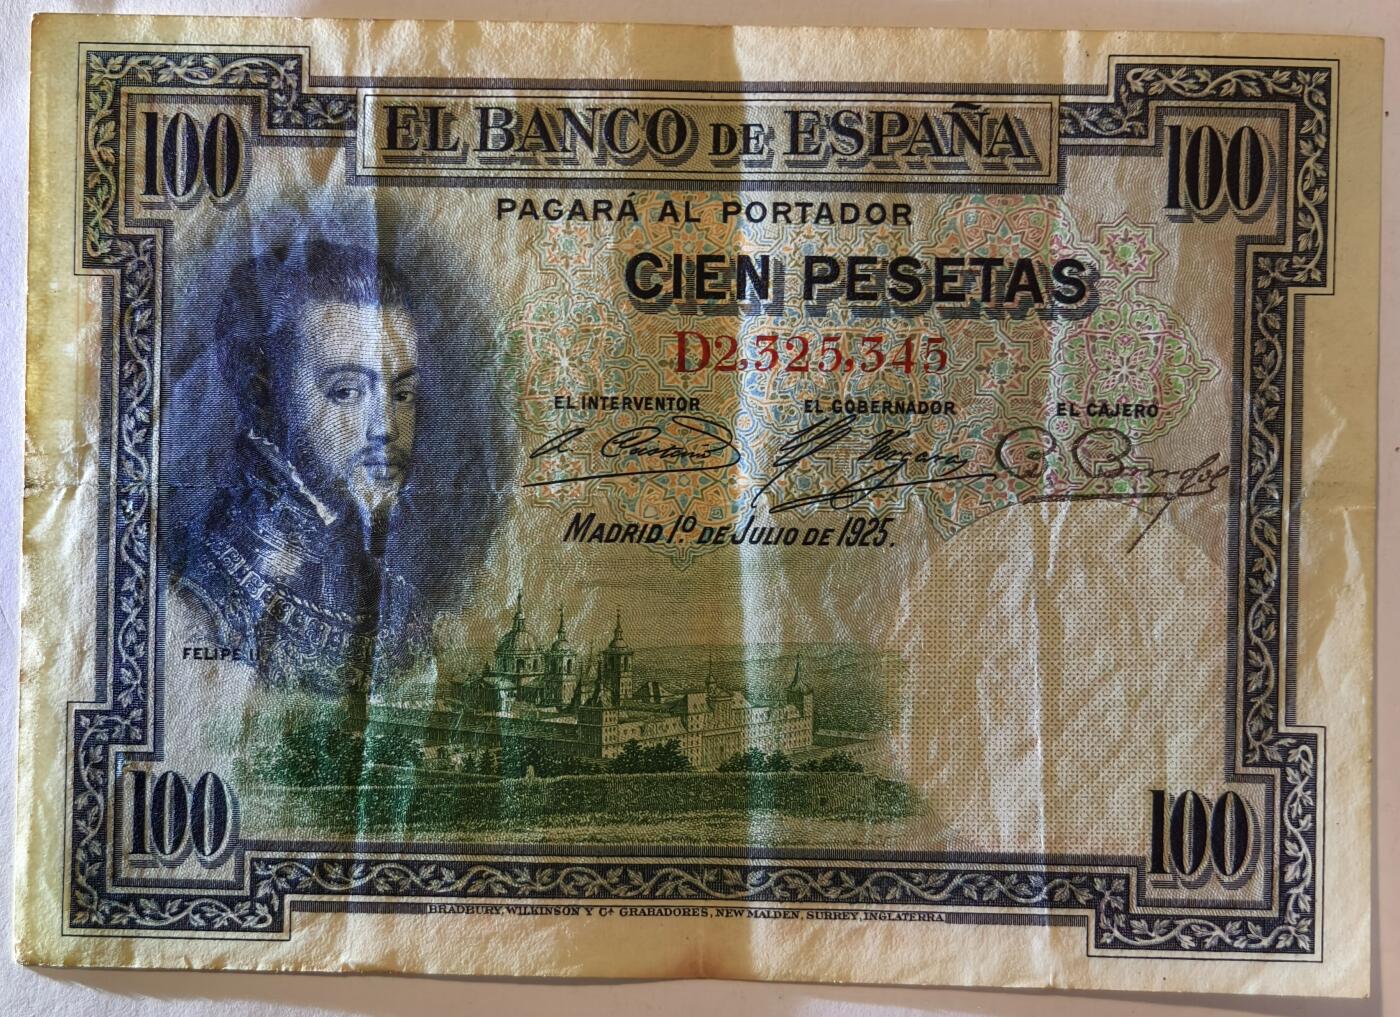 100
EL BANCO DE ESPAÑA
100
PAGARÁ AL PORTADOR
CIEN PESETAS
D2,325,345
EL INTERVENTOR EL GOBERNADOR EL CAJERO
MADRID 1º DE JULIO DE 1925.
FELIPE II
100
100
BRADBURY, WILKINSON Y Cª GRABADORES, NEW MALDEN, SURREY, INGLATERRA